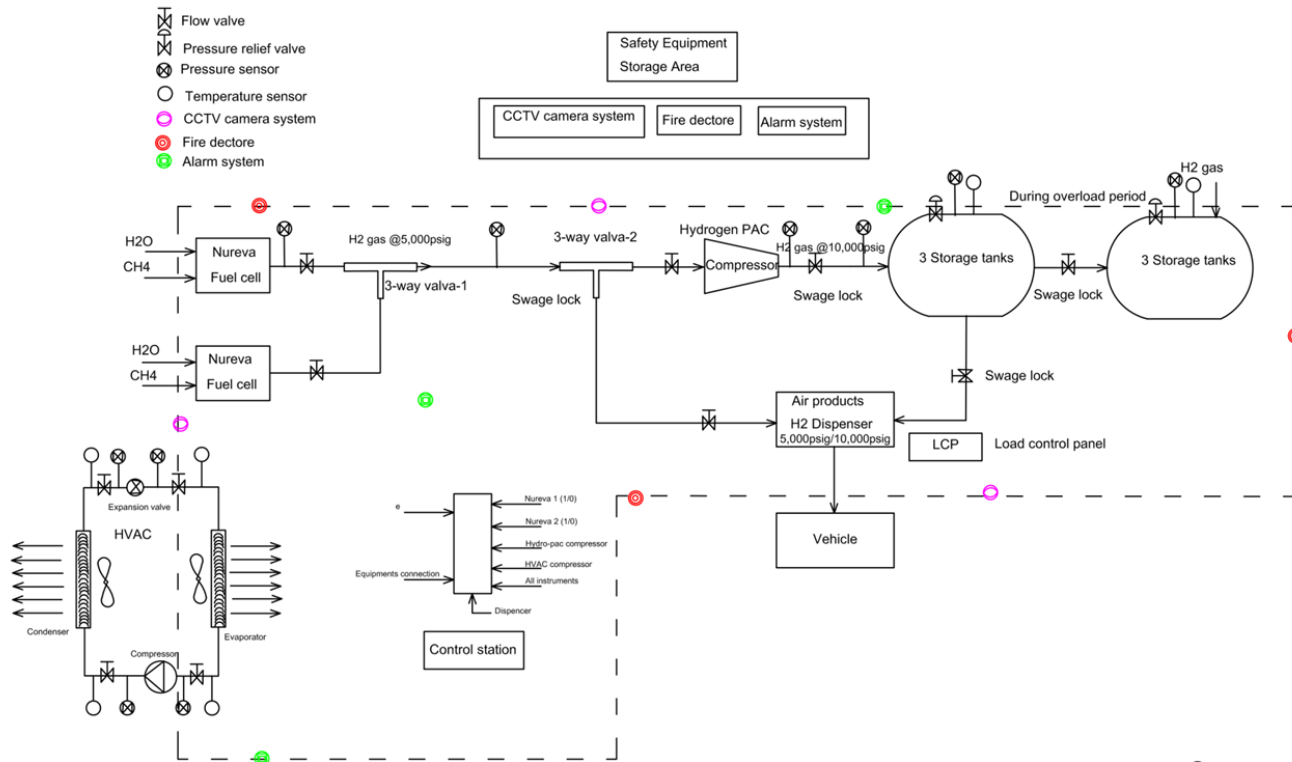 Flow valve
Pressure relief valve
Pressure sensor
Temperature sensor
CCTV camera system
Fire dectore
Alarm system
Safety Equipment
Storage Area
CCTV camera system
Fire dectore
Alarm system
H2 gas
During overload period
H2O
CH4
Nureva
Fuel cell
H2 gas @5,000psig
3-way valva-1
3-way valva-2
Swage lock
Hydrogen PAC
Compressor
H2 gas @10,000psig
Swage lock
3 Storage tanks
Swage lock
3 Storage tanks
H2O
CH4
Nureva
Fuel cell
Swage lock
Air products
H2 Dispenser
5,000psig/10,000psig
LCP
Load control panel
Vehicle
Expansion valve
HVAC
Condenser
Evaporator
Compressor
e
Equipments connection
Nureva 1 (1/0)
Nureva 2 (1/0)
Hydro-pac compressor
HVAC compressor
All instruments
Dispencer
Control station